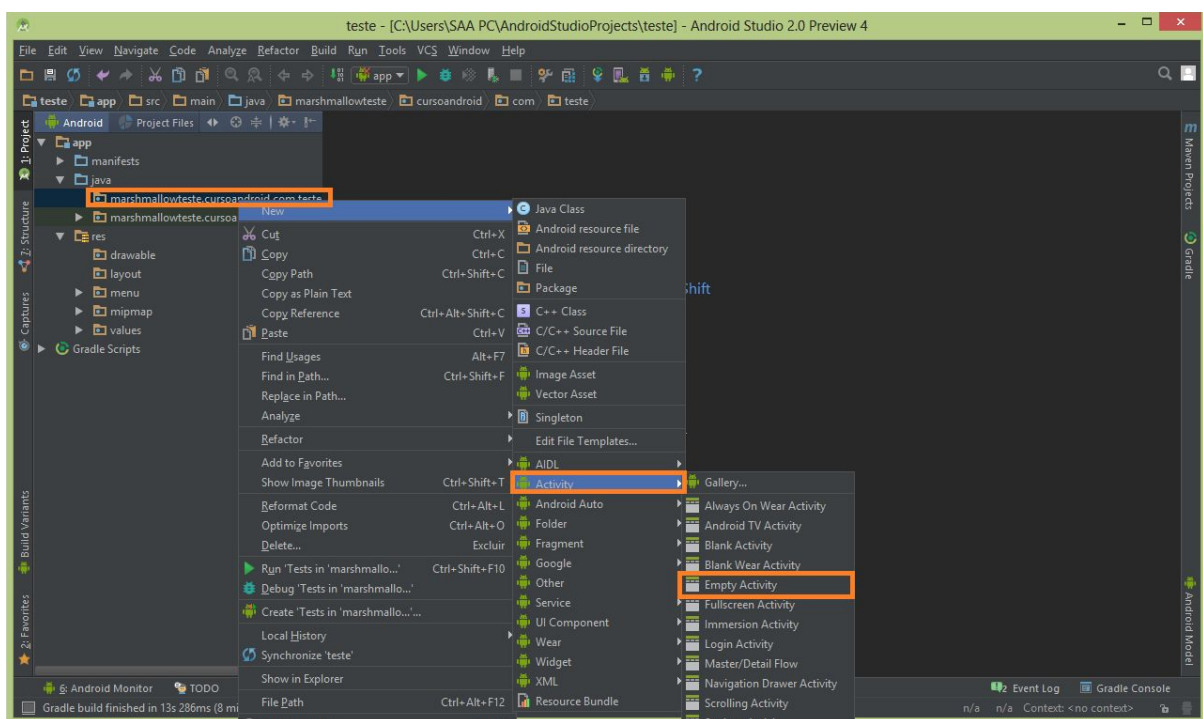 teste - [C:\Users\SAA PC\AndroidStudioProjects\teste] - Android Studio 2.0 Preview 4
File Edit View Navigate Code Analyze Refactor Build Run Tools VCS Window Help
app
teste app src main java marshmallowteste cursoandroid com teste
Android Project Files
1: Project
7: Structure
Captures
Build Variants
2: Favorites
app
manifests
java
marshmallowteste.cursoandroid.com.teste
marshmallowteste.cursoa
res
drawable
layout
menu
mipmap
values
Gradle Scripts
New
Cut Ctrl+X
Copy Ctrl+C
Copy Path Ctrl+Shift+C
Copy as Plain Text
Copy Reference Ctrl+Alt+Shift+C
Paste Ctrl+V
Find Usages Alt+F7
Find in Path... Ctrl+Shift+F
Replace in Path...
Analyze
Refactor
Add to Favorites
Show Image Thumbnails Ctrl+Shift+T
Reformat Code Ctrl+Alt+L
Optimize Imports Ctrl+Alt+O
Delete... Excluir
Run 'Tests in 'marshmallo...' Ctrl+Shift+F10
Debug 'Tests in 'marshmallo...'
Create 'Tests in 'marshmallo...'...
Local History
Synchronize 'teste'
Show in Explorer
File Path Ctrl+Alt+F12
Java Class
Android resource file
Android resource directory
File
Package
C++ Class
C/C++ Source File
C/C++ Header File
Image Asset
Vector Asset
Singleton
Edit File Templates...
AIDL
Activity
Android Auto
Folder
Fragment
Google
Other
Service
UI Component
Wear
Widget
XML
Resource Bundle
Shift
Gallery...
Always On Wear Activity
Android TV Activity
Blank Activity
Blank Wear Activity
Empty Activity
Fullscreen Activity
Immersion Activity
Login Activity
Master/Detail Flow
Navigation Drawer Activity
Scrolling Activity
Maven Projects
Gradle
Android Model
6: Android Monitor TODO
2 Event Log Gradle Console
Gradle build finished in 13s 286ms (8 mi
n/a n/a Context: <no context>